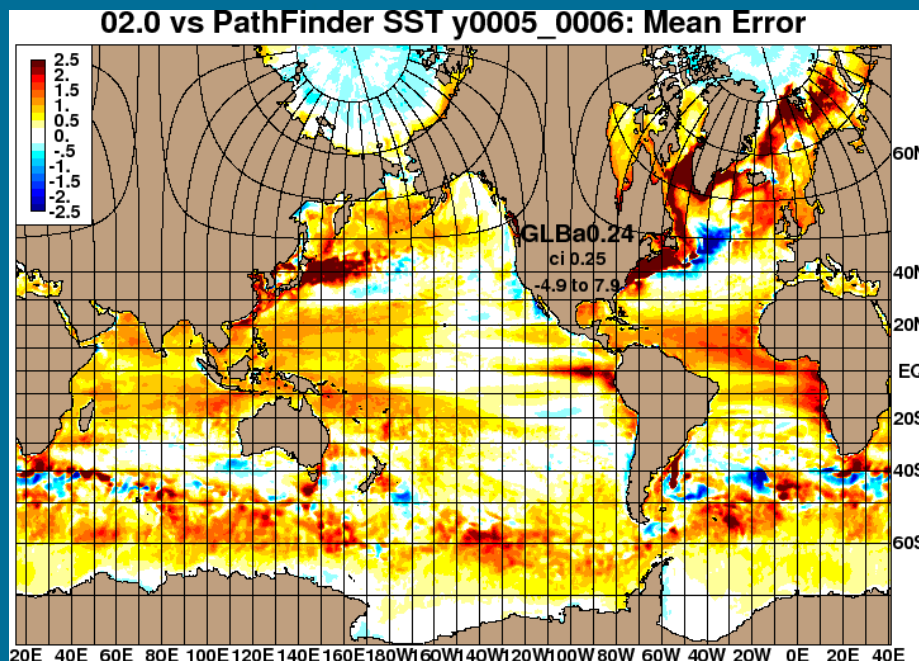 02.0 vs PathFinder SST y0005_0006: Mean Error
2.5
1.5
0.5
0.
-.5
-1.5
-2.
-2.5
GLBa0.24
ci 0.25
-4.9 to 7.9
60N
40N
20N
EQ
20S
40S
60S
20E 40E 60E 80E 100E 120E 140E 160E 180W 160W 140W 120W 100W 80W 60W 40W 20W 0E 20E 40E